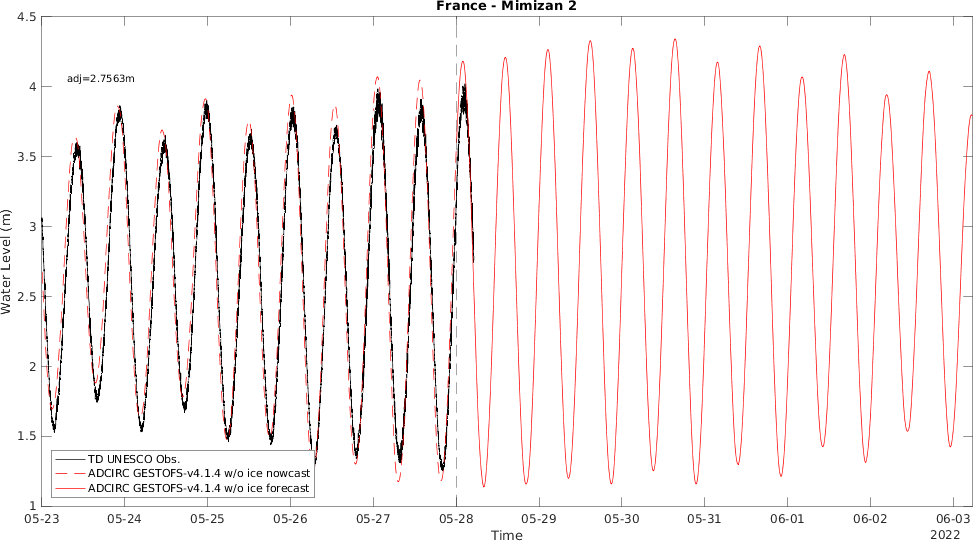 France - Mimizan 2
4.5
adj=2.7563m
4
3.5
3
2.5
2
1.5
1
Water Level (m)
TD UNESCO Obs.
ADCIRC GESTOFS-v4.1.4 w/o ice nowcast
ADCIRC GESTOFS-v4.1.4 w/o ice forecast
05-23 05-24 05-25 05-26 05-27 05-28 05-29 05-30 05-31 06-01 06-02 06-03
Time 2022